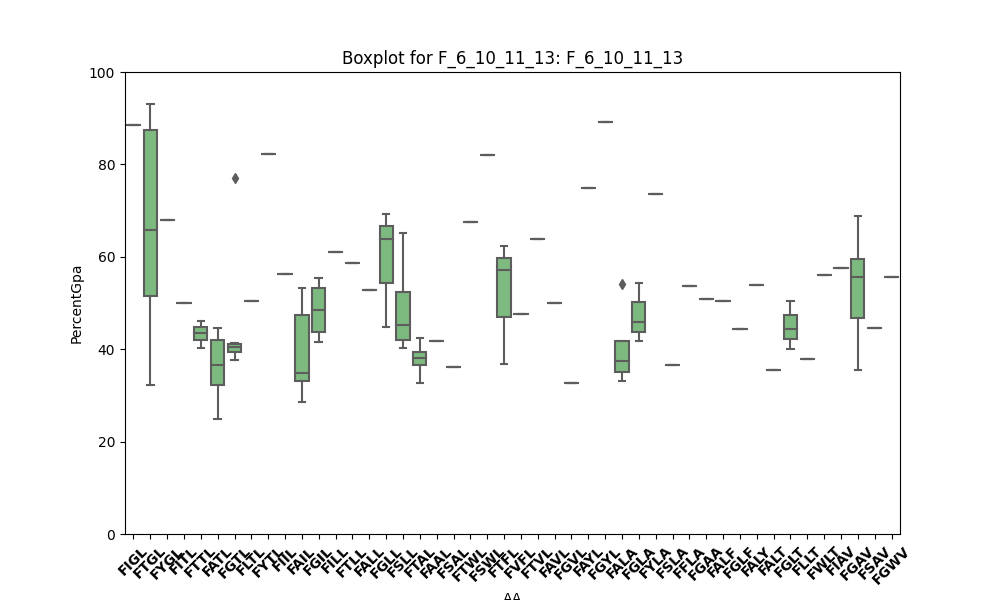 Boxplot for F_6_10_11_13: F_6_10_11_13
100
80
60
40
20
0
PercentGpa
FIGL FTGL FYGL FITL FTTL FATL FGTL FLTL FYTL FIIL FAIL FGIL FILL FTLL FALL FGLL FSLL FTAL FAAL FSAL FTWL FSWL FTFL FVFL FTVL FAVL FGVL FAYL FGYL FALA FGLA FYLA FSLA FFLA FGAA FALF FGLF FALY FALT FGLT FLLT FWLT FIAV FGAV FSAV FGWV
AA